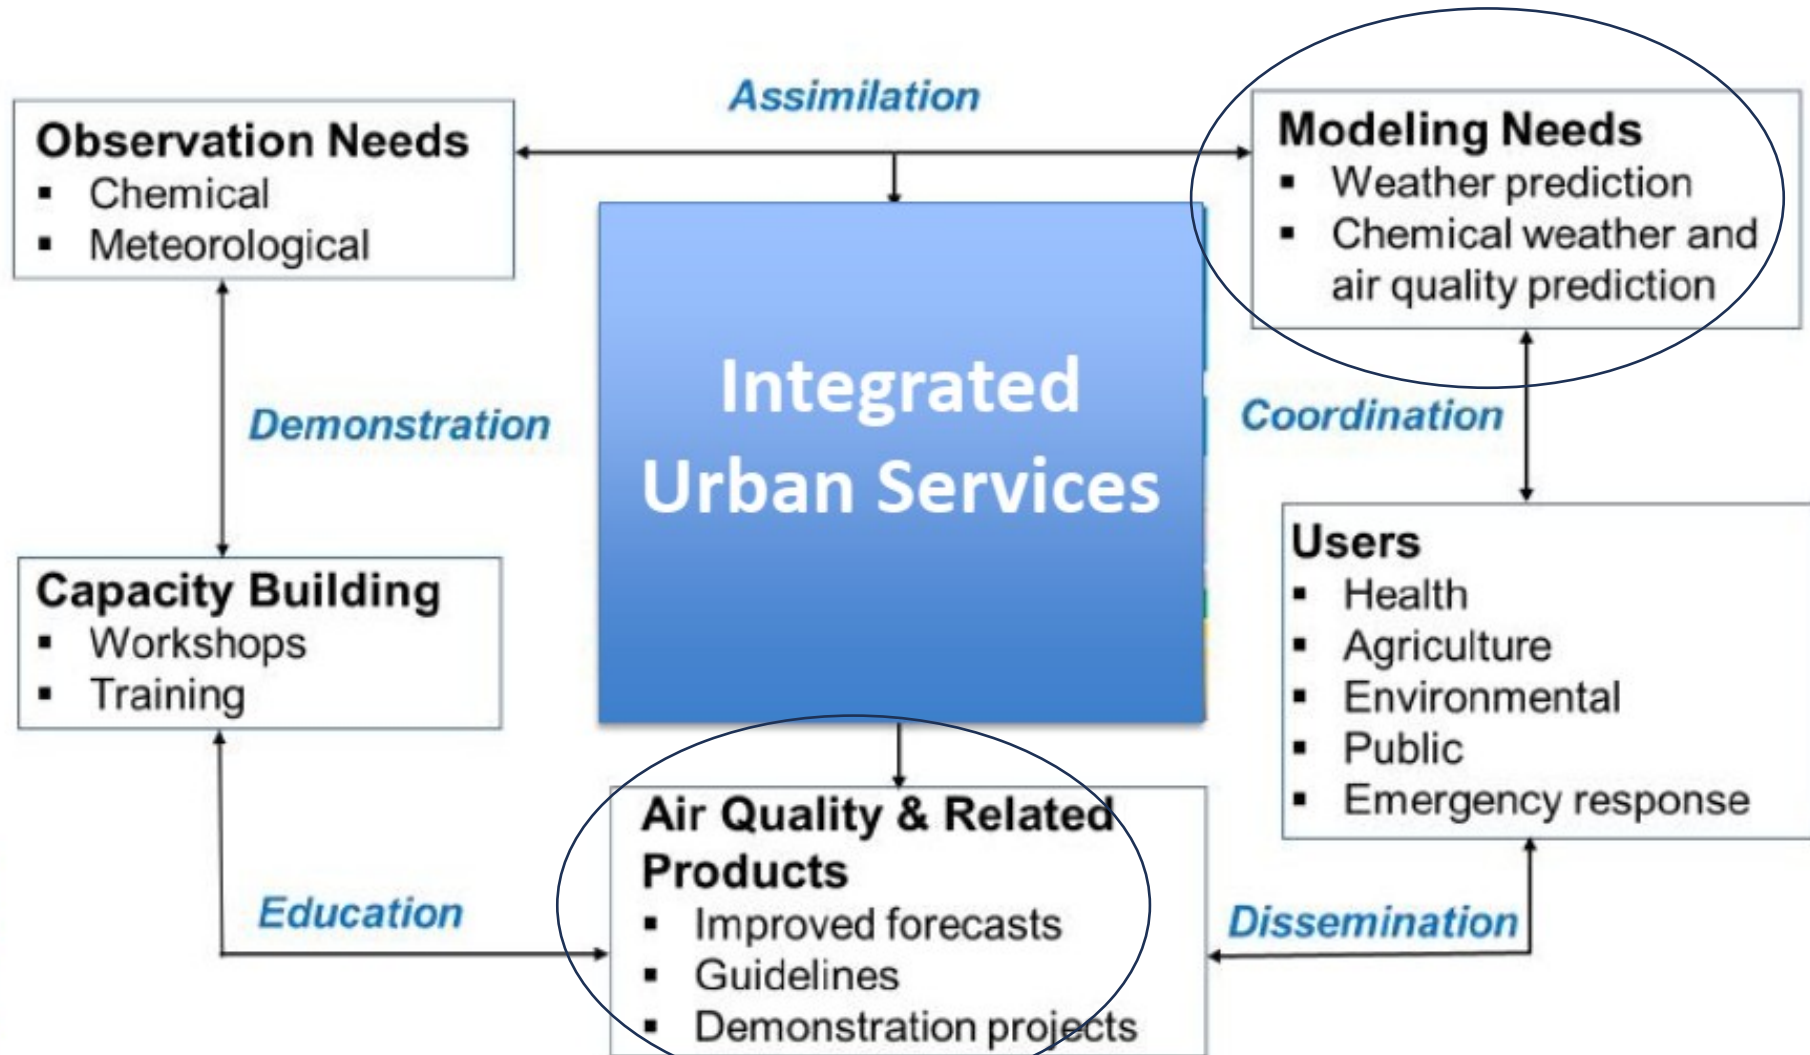 Assimilation
Observation Needs
▪ Chemical
▪ Meteorological
Modeling Needs
▪ Weather prediction
▪ Chemical weather and
air quality prediction
Integrated
Urban Services
Demonstration
Coordination
Capacity Building
▪ Workshops
▪ Training
Users
▪ Health
▪ Agriculture
▪ Environmental
▪ Public
▪ Emergency response
Education
Air Quality & Related
Products
▪ Improved forecasts
▪ Guidelines
▪ Demonstration projects
Dissemination